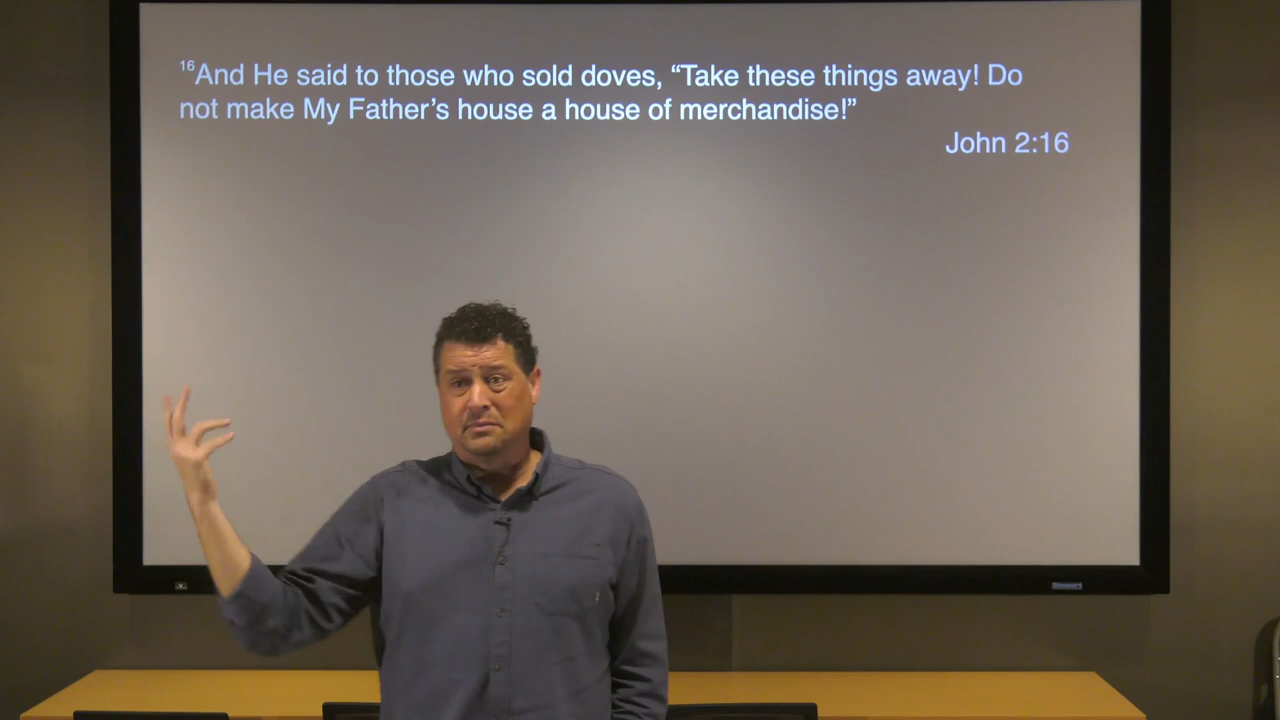 16And He said to those who sold doves, “Take these things away! Do
not make My Father’s house a house of merchandise!”
John 2:16